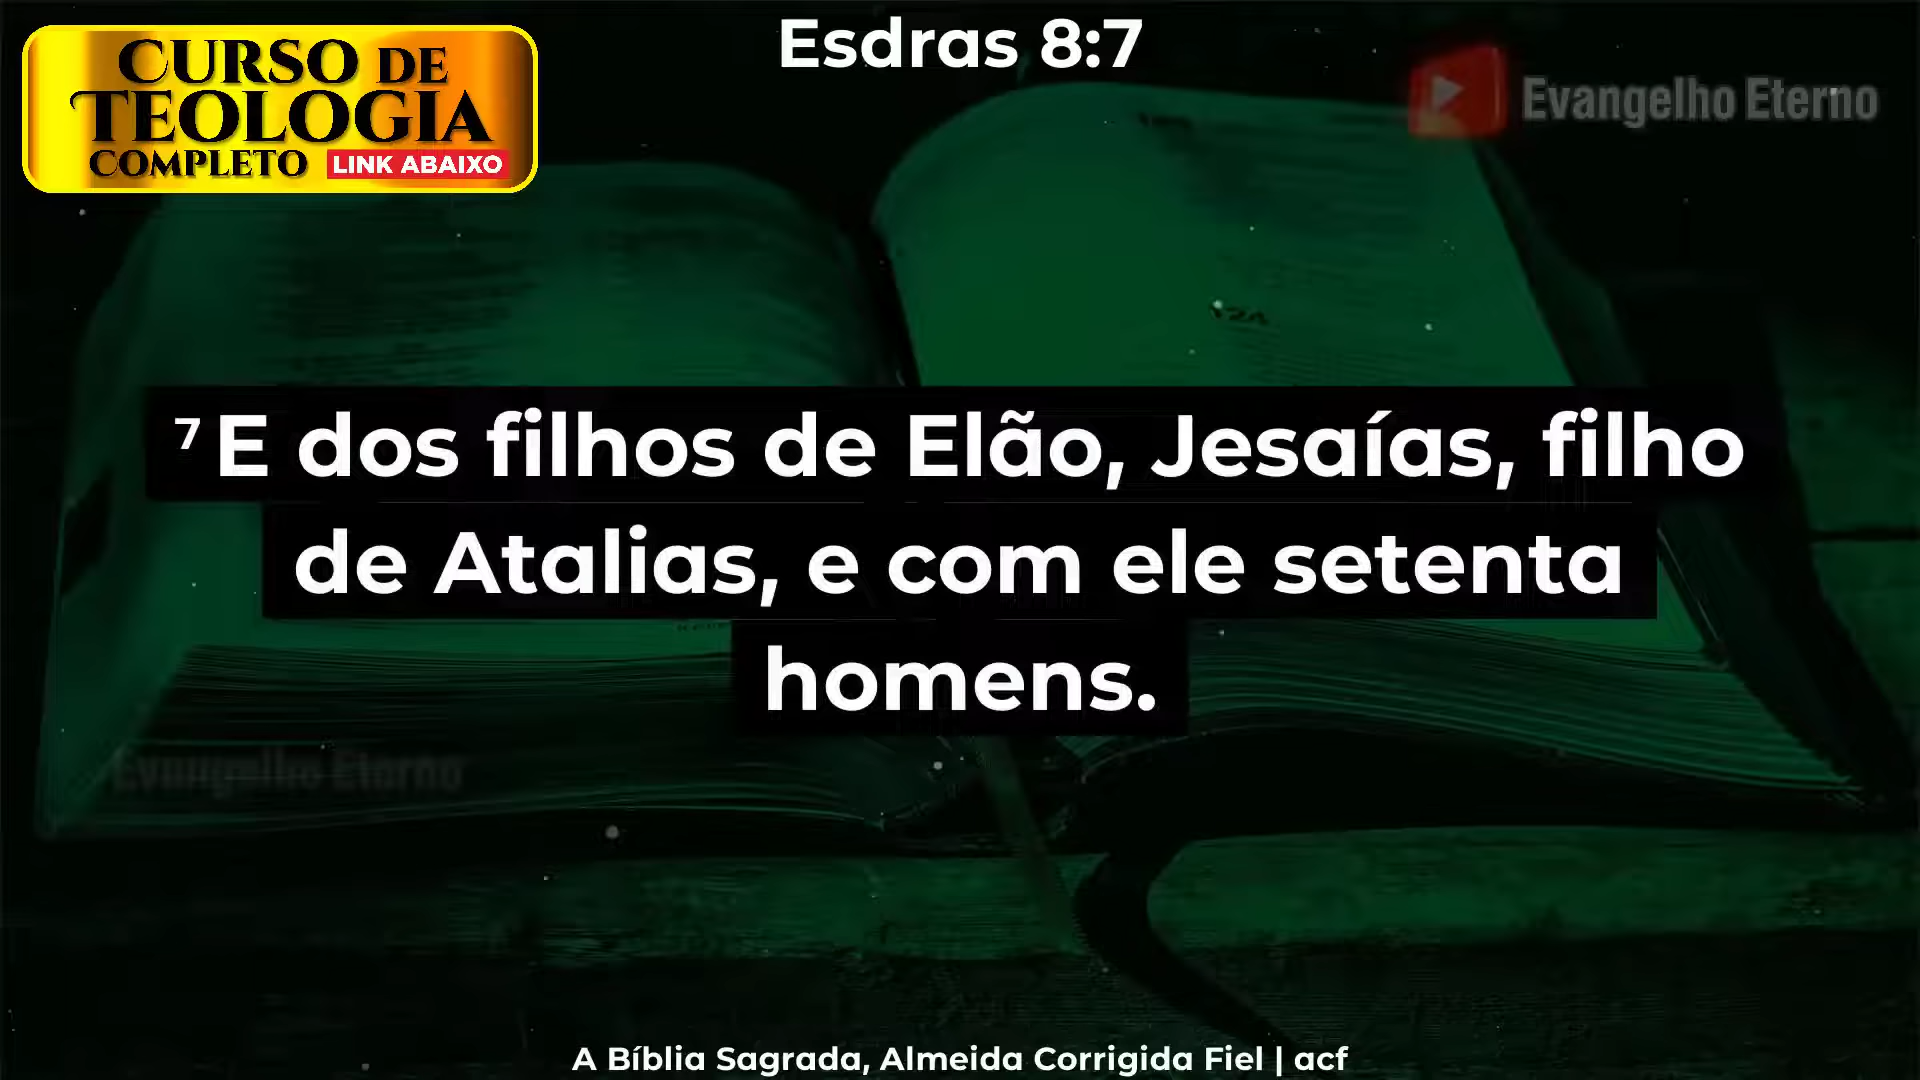 Esdras 8:7
CURSO DE
TEOLOGIA
COMPLETO LINK ABAIXO
Evangelho Eterno
7 E dos filhos de Elão, Jesaías, filho
de Atalias, e com ele setenta
homens.
Evangelho Eterno
A Bíblia Sagrada, Almeida Corrigida Fiel | acf